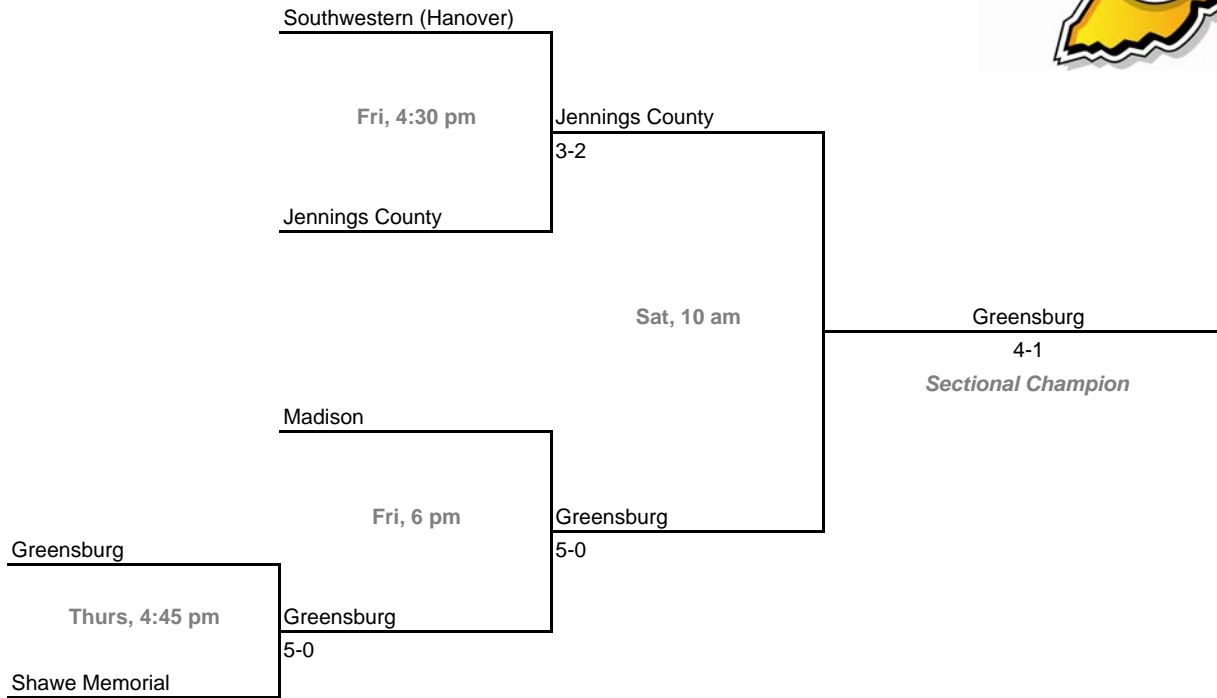 Southwestern (Hanover)
Fri, 4:30 pm
Jennings County
3-2
Jennings County
Sat, 10 am
Greensburg
4-1
Sectional Champion
Madison
Fri, 6 pm
Greensburg
5-0
Greensburg
Thurs, 4:45 pm
Greensburg
5-0
Shawe Memorial